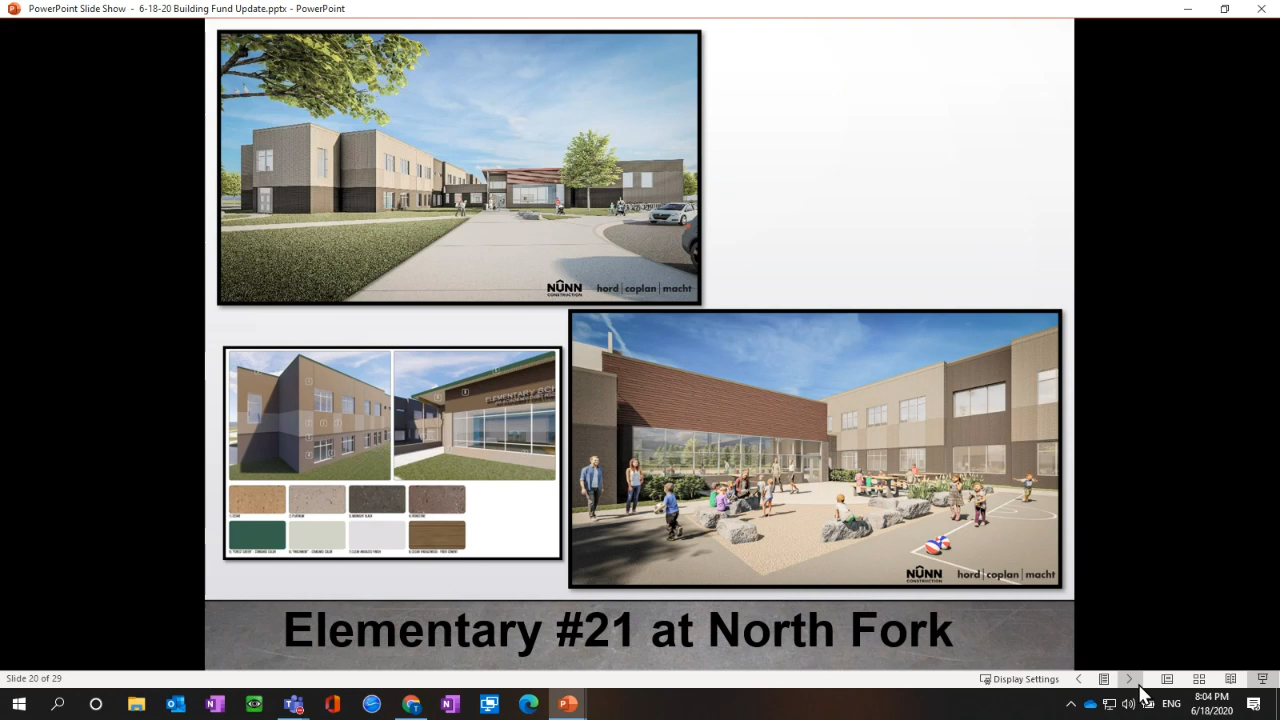 PowerPoint Slide Show - 6-18-20 Building Fund Update.pptx - PowerPoint
NUNN
CONSTRUCTION
hord | coplan | macht
ELEMENTARY SCH
NUNN
CONSTRUCTION
hord | coplan | macht
Elementary #21 at North Fork
Slide 20 of 29
Display Settings
ENG
8:04 PM
6/18/2020